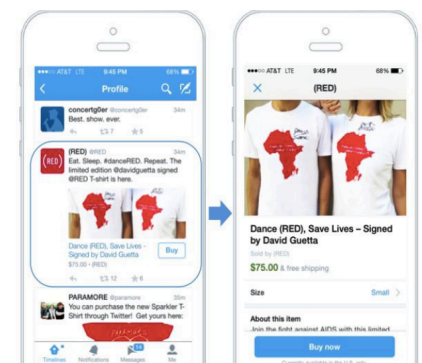 AT&T LTE 9:45 PM 68%
Profile
concertg0er @concertg0er 34m
Best. show. ever.
7 5
(RED)
(RED) @RED 34m
Eat. Sleep. #danceRED. Repeat. The
limited edition @davidguetta signed
@RED T-shirt is here.
Dance (RED), Save Lives -
Signed by David Guetta
$75.00 - (RED)
Buy
12 6
PARAMORE @paramore 35m
You can purchase the new Sparkler T-
Shirt through Twitter! Get yours here:
Timelines Notifications Messages Me
AT&T LTE 9:45 PM 68%
(RED)
Dance (RED), Save Lives – Signed
by David Guetta
Sold by (RED)
$75.00 & free shipping
Size Small
About this item
Join the fight against AIDS with this limited
Buy now